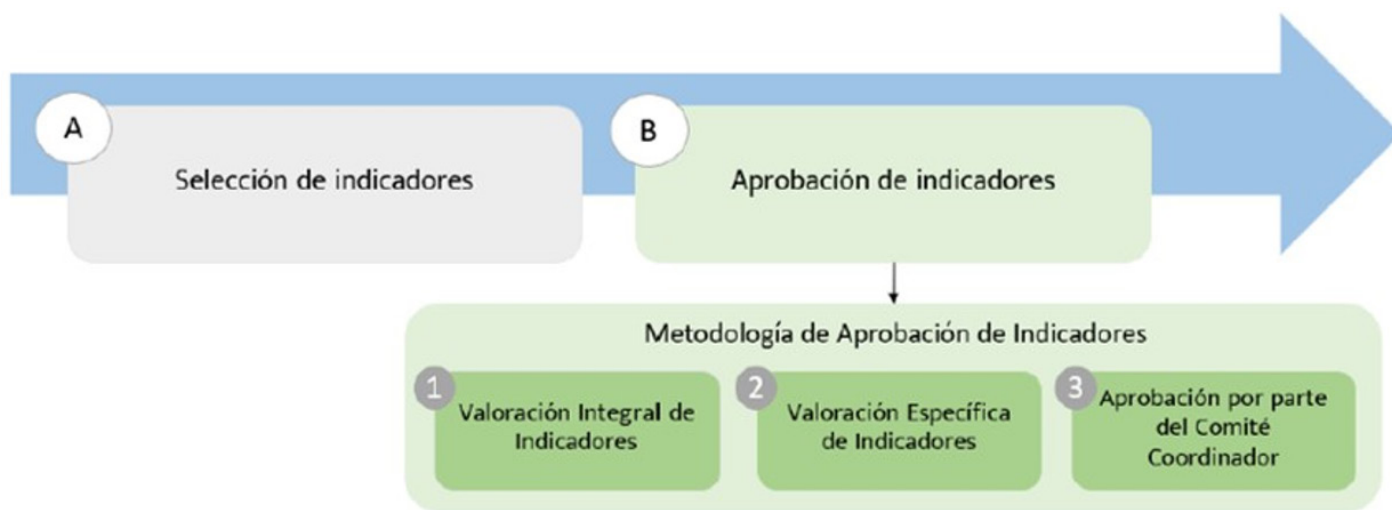 A
Selección de indicadores
B
Aprobación de indicadores
Metodología de Aprobación de Indicadores
1
Valoración Integral de
Indicadores
2
Valoración Específica
de Indicadores
3
Aprobación por parte
del Comité
Coordinador